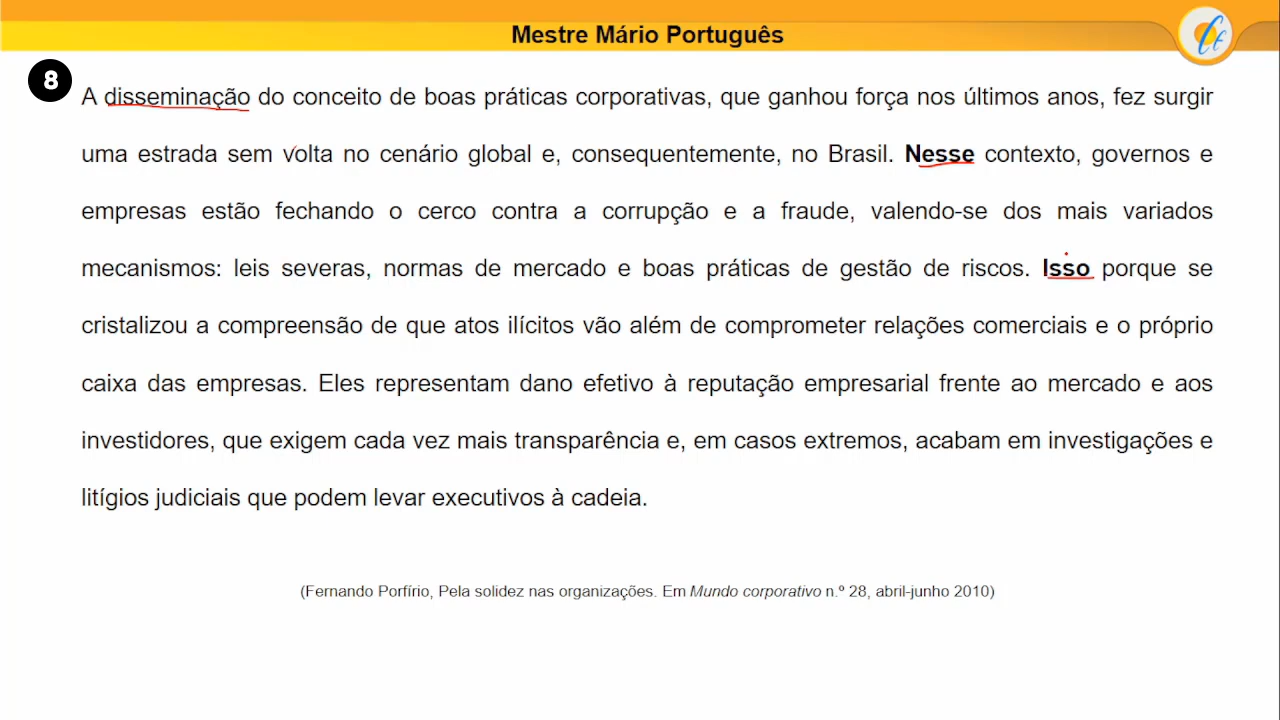 Mestre Mário Português
8
A disseminação do conceito de boas práticas corporativas, que ganhou força nos últimos anos, fez surgir
uma estrada sem volta no cenário global e, consequentemente, no Brasil. Nesse contexto, governos e
empresas estão fechando o cerco contra a corrupção e a fraude, valendo-se dos mais variados
mecanismos: leis severas, normas de mercado e boas práticas de gestão de riscos. Isso porque se
cristalizou a compreensão de que atos ilícitos vão além de comprometer relações comerciais e o próprio
caixa das empresas. Eles representam dano efetivo à reputação empresarial frente ao mercado e aos
investidores, que exigem cada vez mais transparência e, em casos extremos, acabam em investigações e
litígios judiciais que podem levar executivos à cadeia.
(Fernando Porfírio, Pela solidez nas organizações. Em Mundo corporativo n.º 28, abril-junho 2010)